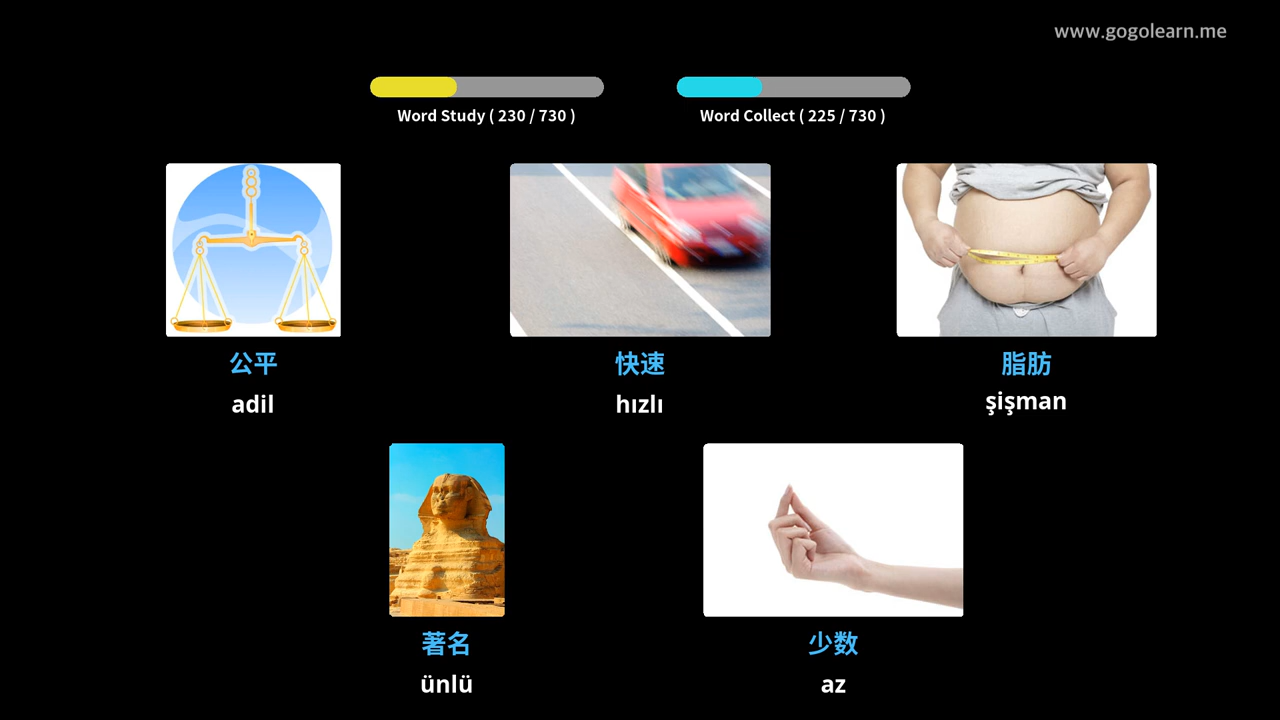 www.gogolearn.me
Word Study ( 230 / 730 )
Word Collect ( 225 / 730 )
公平
adil
快速
hızlı
脂肪
şişman
著名
ünlü
少数
az